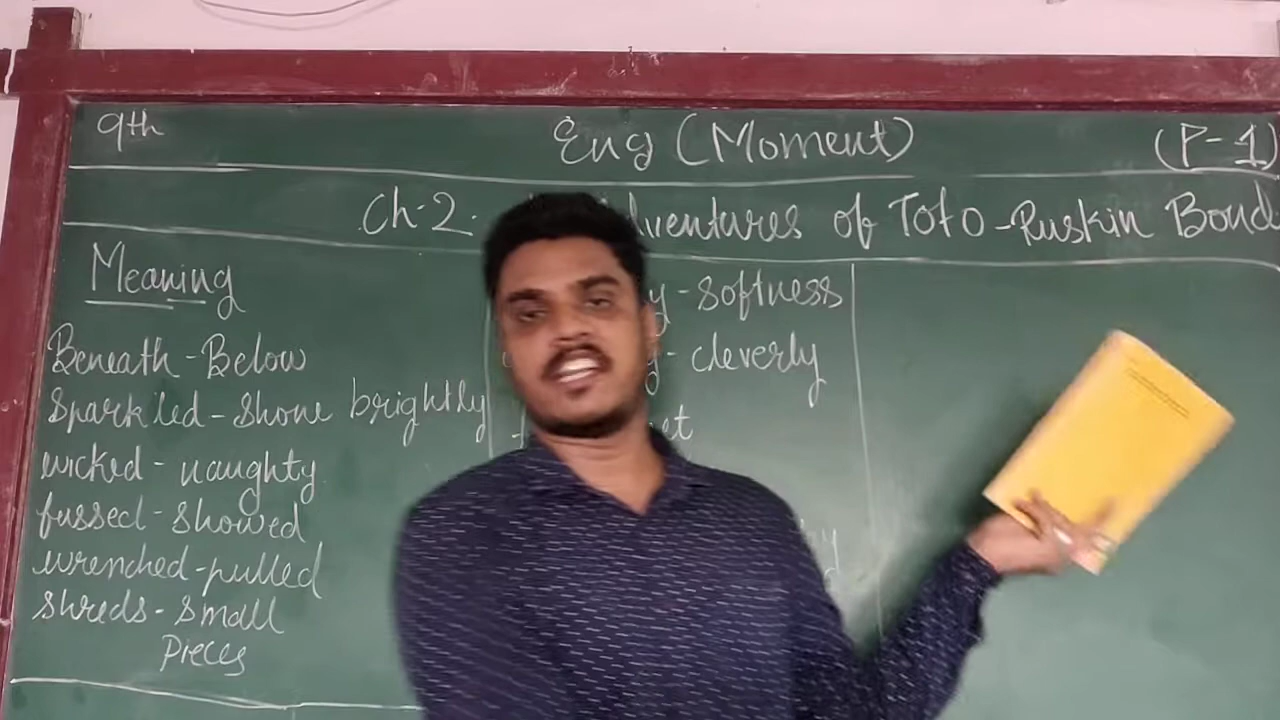 9th
Eng (Moment)
(P-1)
Ch-2. Adventures of Toto - Ruskin Bond
Meaning
Beneath - Below
Sparkled - Shone brightly
wicked - naughty
fussed - Showed
wrenched - pulled
shreds - Small
Pieces
softness
cleverly